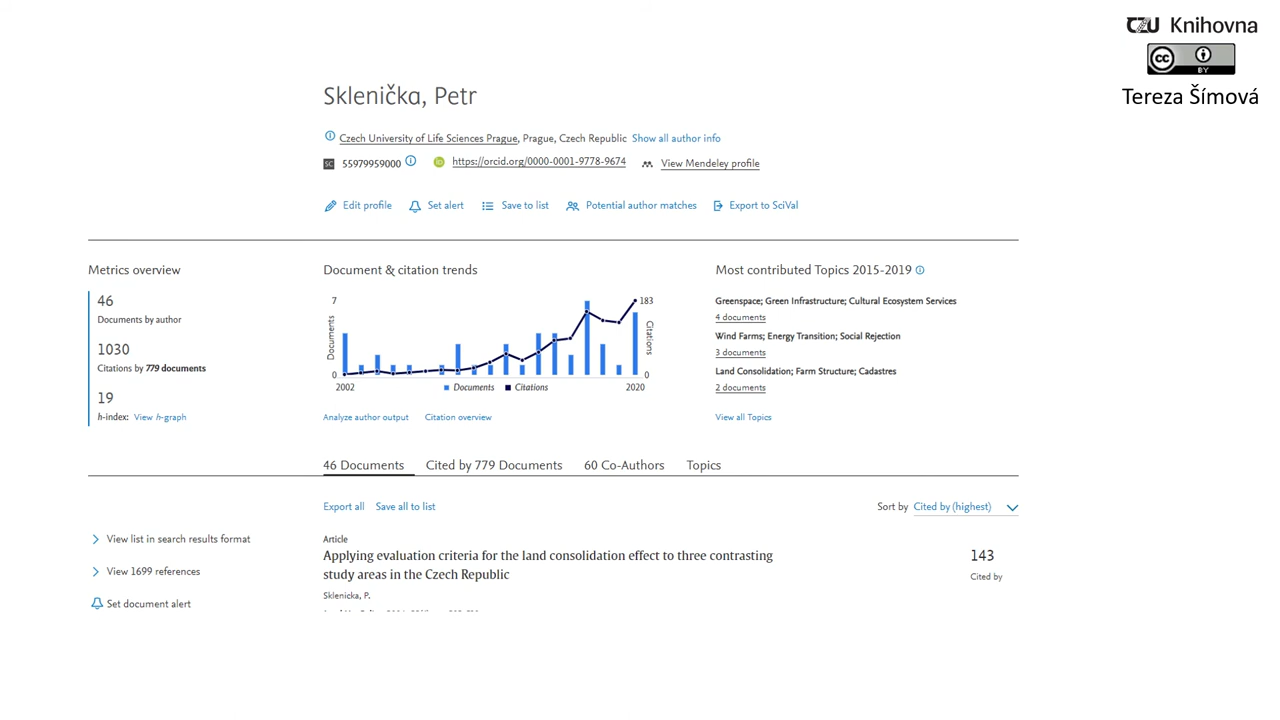 CZU Knihovna
cc BY
Tereza Šímová
Sklenička, Petr
Czech University of Life Sciences Prague, Prague, Czech Republic Show all author info
SC 55979959000 iD https://orcid.org/0000-0001-9778-9674 View Mendeley profile
Edit profile Set alert Save to list Potential author matches Export to SciVal
Metrics overview
46
Documents by author
1030
Citations by 779 documents
19
h-index: View h-graph
Document & citation trends
7 183
Documents Citations
0 0
2002 2020
Documents Citations
Analyze author output Citation overview
Most contributed Topics 2015-2019
Greenspace; Green Infrastructure; Cultural Ecosystem Services
4 documents
Wind Farms; Energy Transition; Social Rejection
3 documents
Land Consolidation; Farm Structure; Cadastres
2 documents
View all Topics
46 Documents Cited by 779 Documents 60 Co-Authors Topics
Export all Save all to list
Sort by Cited by (highest)
View list in search results format
View 1699 references
Set document alert
Article
Applying evaluation criteria for the land consolidation effect to three contrasting
study areas in the Czech Republic
Sklenicka, P.
143
Cited by